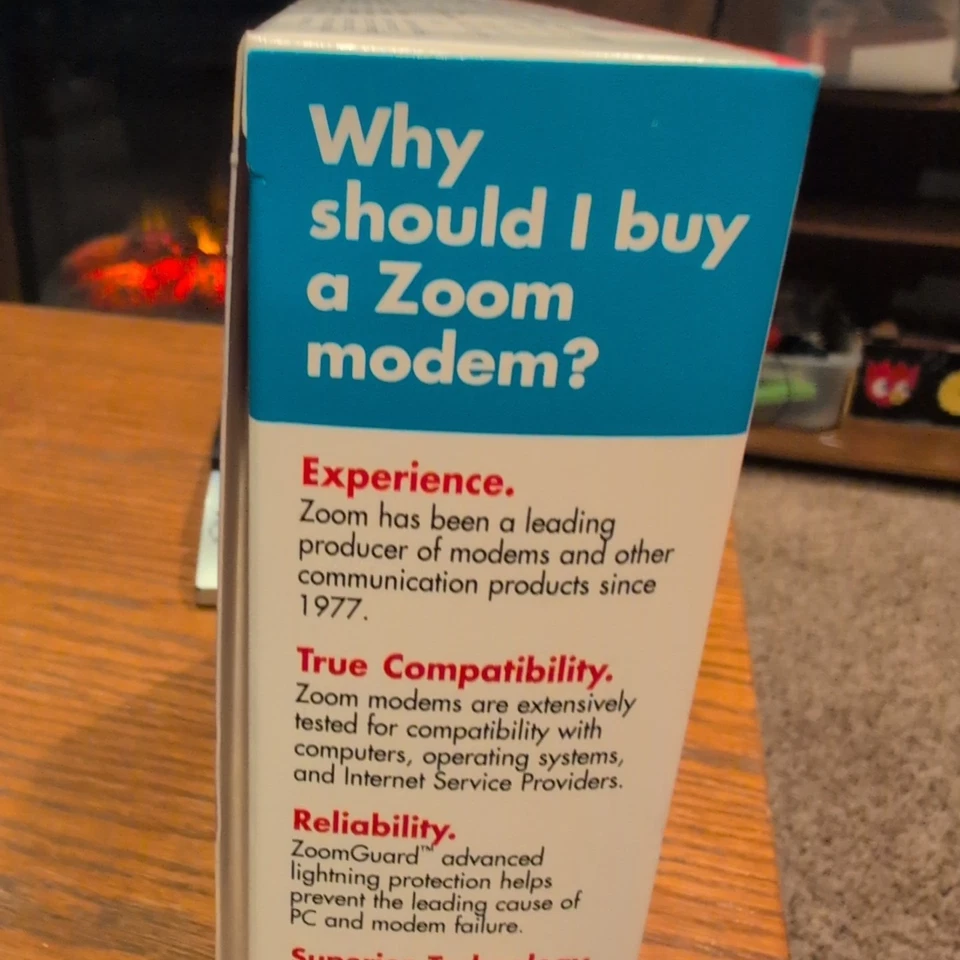 Why
should I buy
a Zoom
modem?
Experience.
Zoom has been a leading
producer of modems and other
communication products since
1977.
True Compatibility.
Zoom modems are extensively
tested for compatibility with
computers, operating systems,
and Internet Service Providers.
Reliability.
ZoomGuard™ advanced
lightning protection helps
prevent the leading cause of
PC and modem failure.